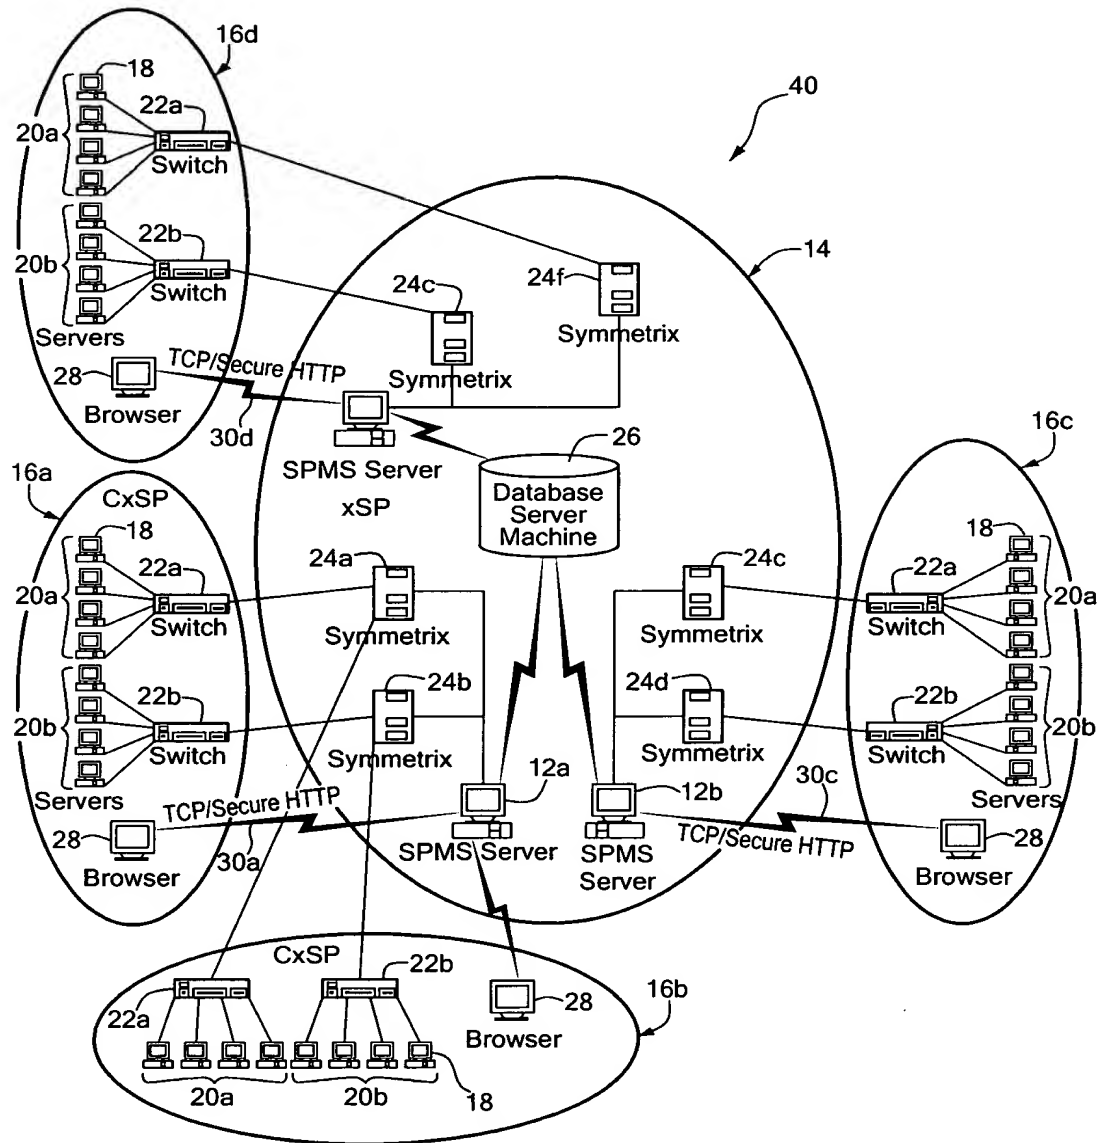 16d
18
22a
20a
Switch
22b
20b
Switch
Servers
28
Browser
TCP/Secure HTTP
30d
40
14
24c
Symmetrix
24f
Symmetrix
SPMS Server
xSP
26
Database
Server
Machine
16a
CxSP
18
22a
20a
Switch
22b
20b
Switch
Servers
28
Browser
TCP/Secure HTTP
30a
24a
Symmetrix
24b
Symmetrix
12a
SPMS Server
24c
Symmetrix
24d
Symmetrix
12b
SPMS
Server
16c
18
22a
20a
Switch
22b
20b
Switch
Servers
30c
TCP/Secure HTTP
28
Browser
CxSP
22b
22a
28
Browser
16b
20a
20b
18